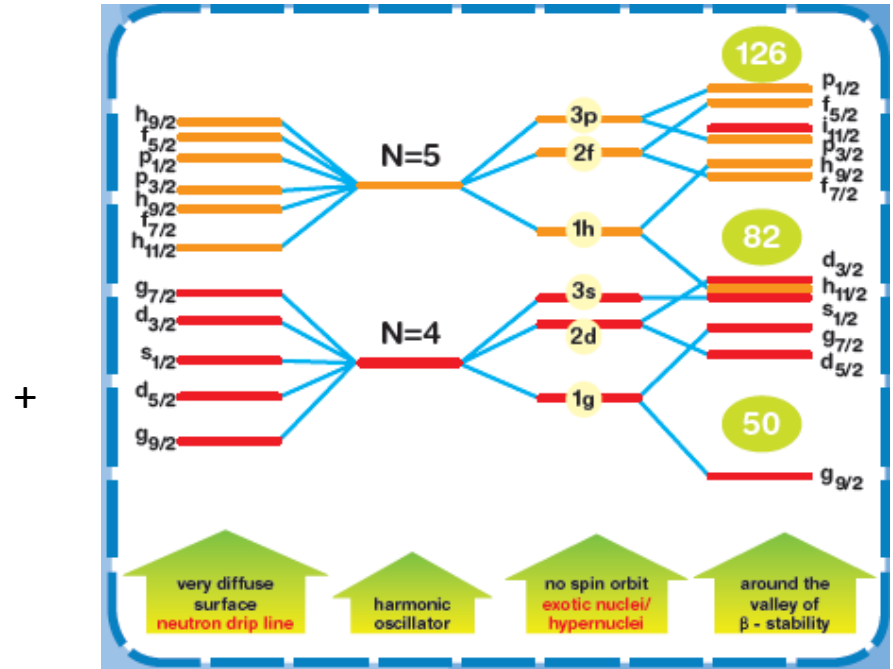 +
126
82
50
h9/2
f5/2
p1/2
p3/2
h9/2
f7/2
h11/2
g7/2
d3/2
s1/2
d5/2
g9/2
N=5
N=4
3p
2f
1h
3s
2d
1g
p1/2
f5/2
i11/2
p3/2
h9/2
f7/2
d3/2
h11/2
s1/2
g7/2
d5/2
g9/2
very diffuse
surface
neutron drip line
harmonic
oscillator
no spin orbit
exotic nuclei/
hypernuclei
around the
valley of
β - stability